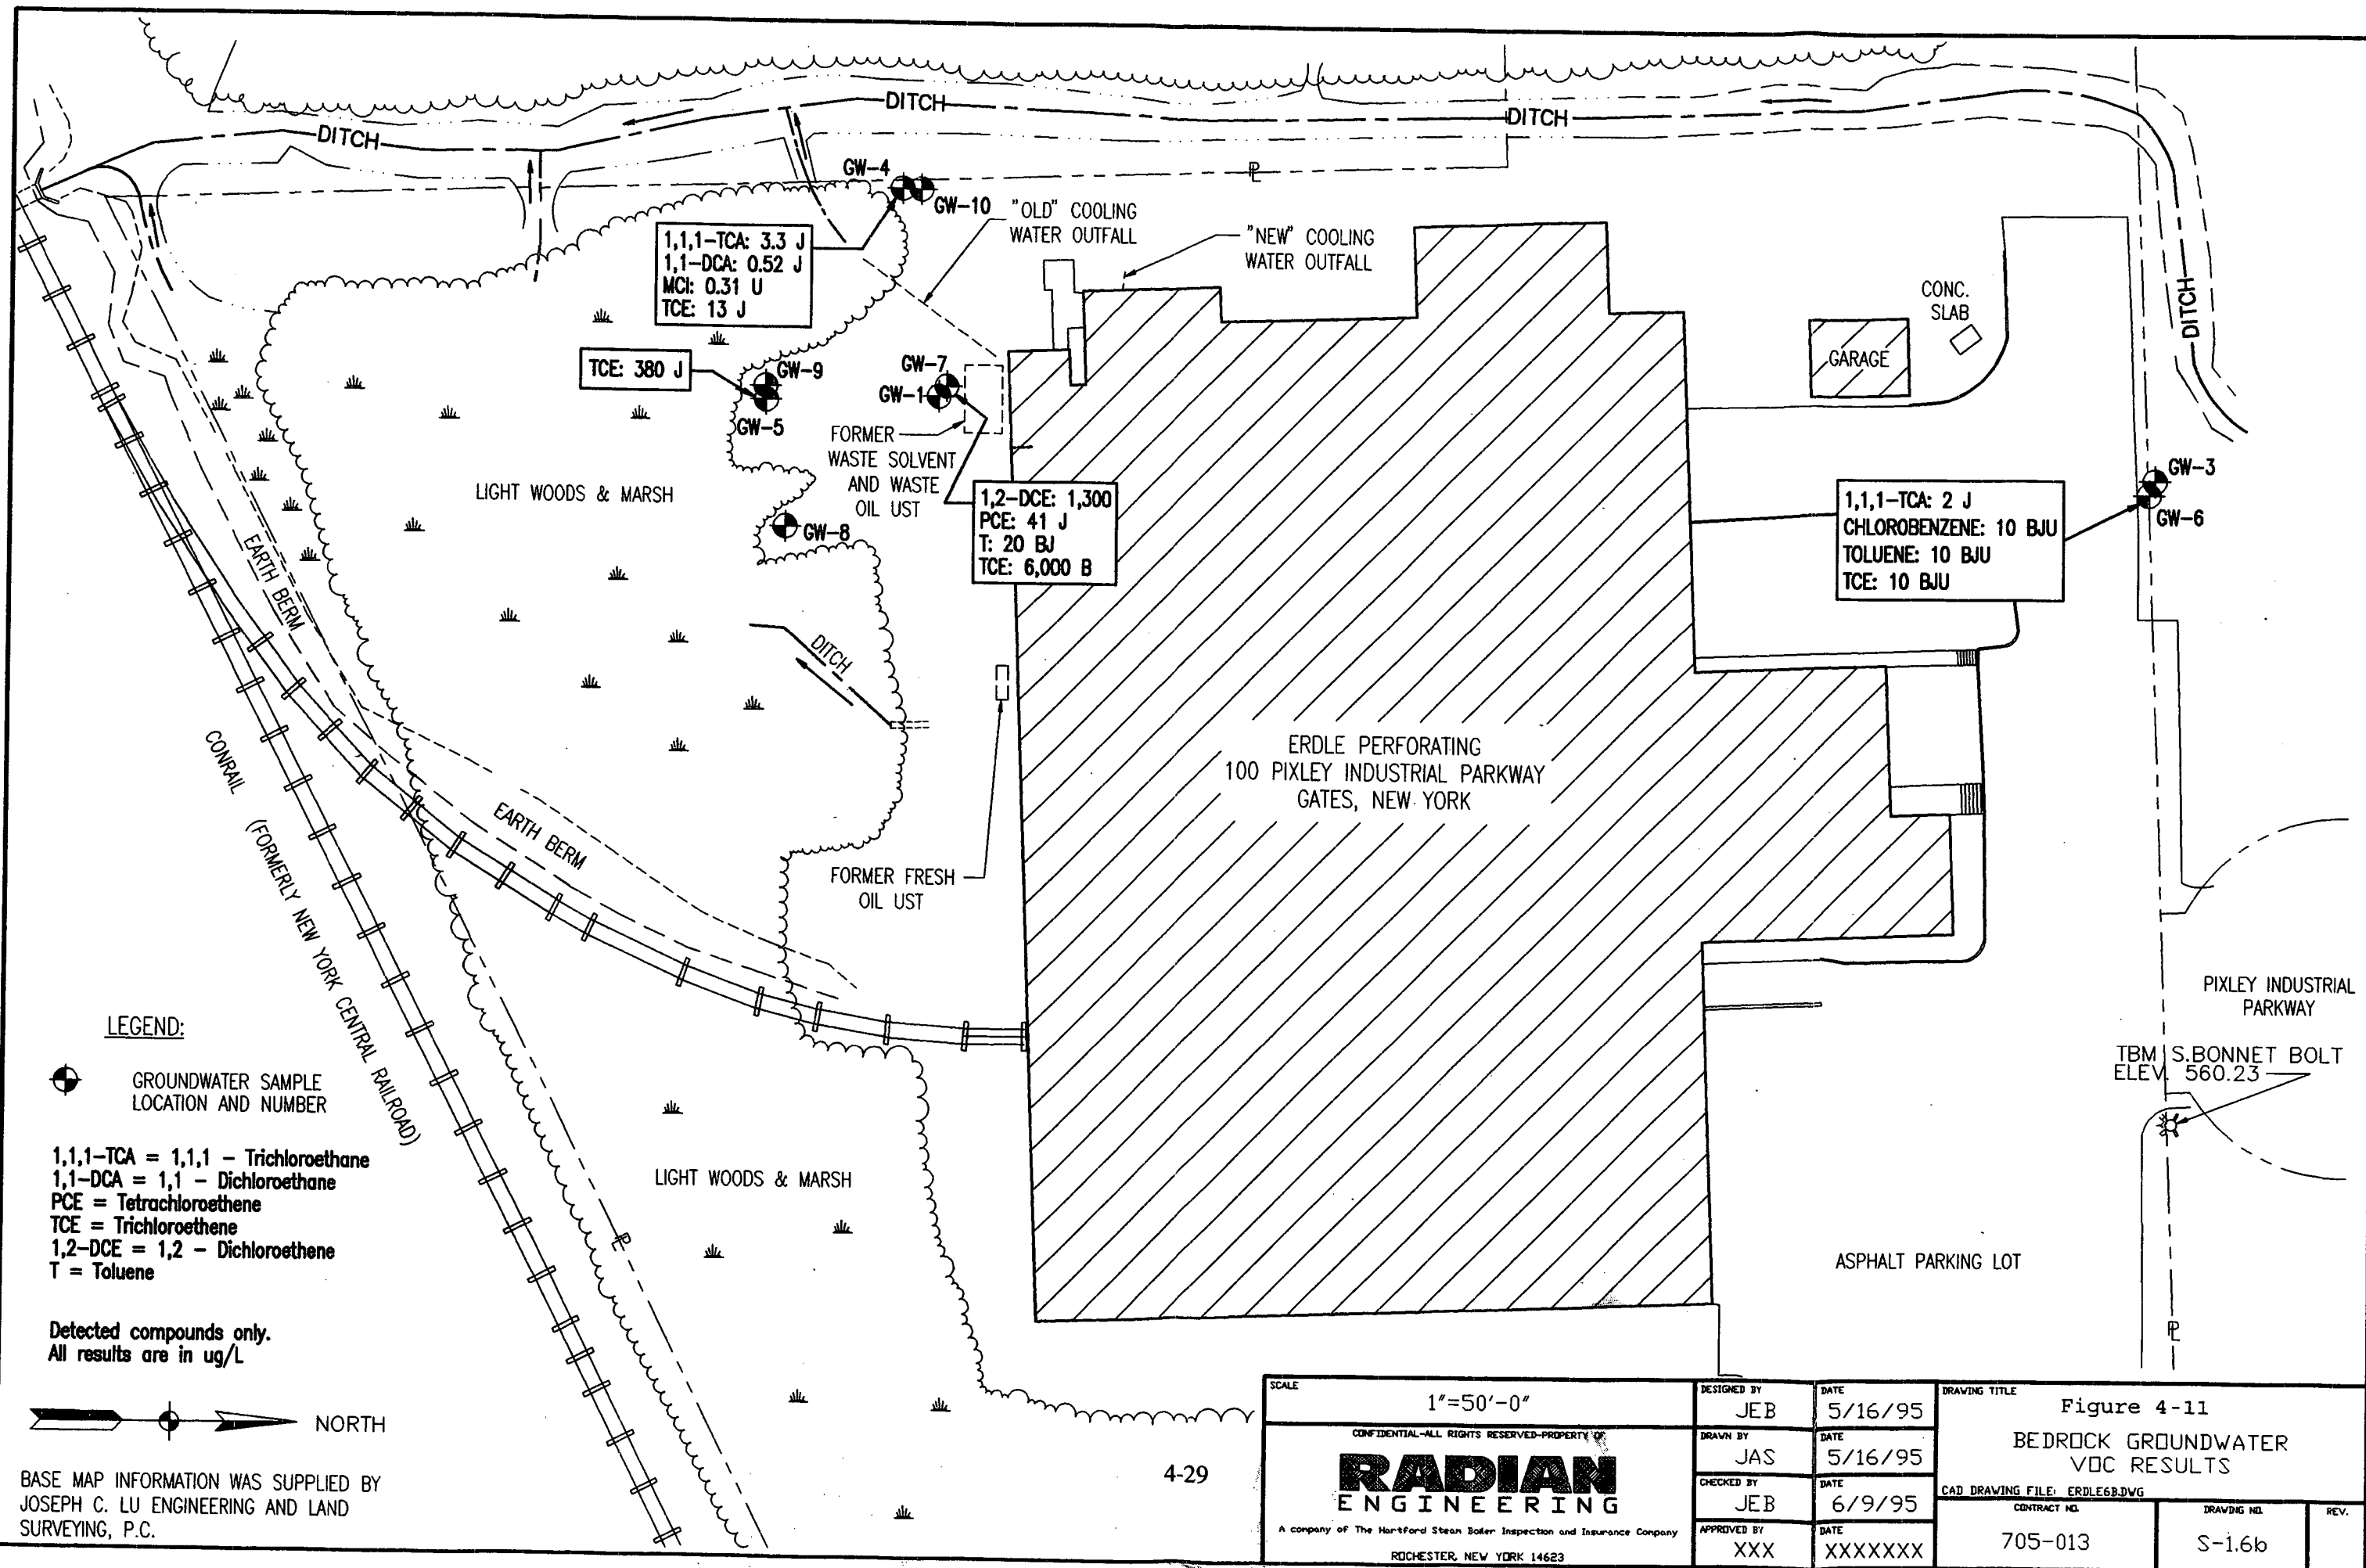 DITCH
DITCH
DITCH
DITCH
GW-4
GW-10
"OLD" COOLING
WATER OUTFALL
"NEW" COOLING
WATER OUTFALL
1,1,1-TCA: 3.3 J
1,1-DCA: 0.52 J
MCl: 0.31 U
TCE: 13 J
CONC.
SLAB
GARAGE
TCE: 380 J
GW-9
GW-5
GW-7
GW-1
FORMER
WASTE SOLVENT
AND WASTE
OIL UST
LIGHT WOODS & MARSH
GW-8
1,2-DCE: 1,300
PCE: 41 J
T: 20 BJ
TCE: 6,000 B
1,1,1-TCA: 2 J
CHLOROBENZENE: 10 BJU
TOLUENE: 10 BJU
TCE: 10 BJU
GW-3
GW-6
EARTH BERM
DITCH
CONRAIL (FORMERLY NEW YORK CENTRAL RAILROAD)
EARTH BERM
ERDLE PERFORATING
100 PIXLEY INDUSTRIAL PARKWAY
GATES, NEW YORK
FORMER FRESH
OIL UST
PIXLEY INDUSTRIAL
PARKWAY
TBM S.BONNET BOLT
ELEV. 560.23
LIGHT WOODS & MARSH
ASPHALT PARKING LOT
LEGEND:
GROUNDWATER SAMPLE
LOCATION AND NUMBER
1,1,1-TCA = 1,1,1 - Trichloroethane
1,1-DCA = 1,1 - Dichloroethane
PCE = Tetrachloroethene
TCE = Trichloroethene
1,2-DCE = 1,2 - Dichloroethene
T = Toluene
Detected compounds only.
All results are in ug/L
NORTH
BASE MAP INFORMATION WAS SUPPLIED BY
JOSEPH C. LU ENGINEERING AND LAND
SURVEYING, P.C.
4-29
SCALE
1"=50'-0"
CONFIDENTIAL-ALL RIGHTS RESERVED-PROPERTY OF
RADIAN
ENGINEERING
A company of The Hartford Steam Boiler Inspection and Insurance Company
ROCHESTER, NEW YORK 14623
DESIGNED BY
JEB
DATE
5/16/95
DRAWN BY
JAS
DATE
5/16/95
CHECKED BY
JEB
DATE
6/9/95
APPROVED BY
XXX
DATE
XXXXXXX
DRAWING TITLE
Figure 4-11
BEDROCK GROUNDWATER
VOC RESULTS
CAD DRAWING FILE: ERDLE6B.DWG
CONTRACT NO.
705-013
DRAWING NO.
S-1.6b
REV.